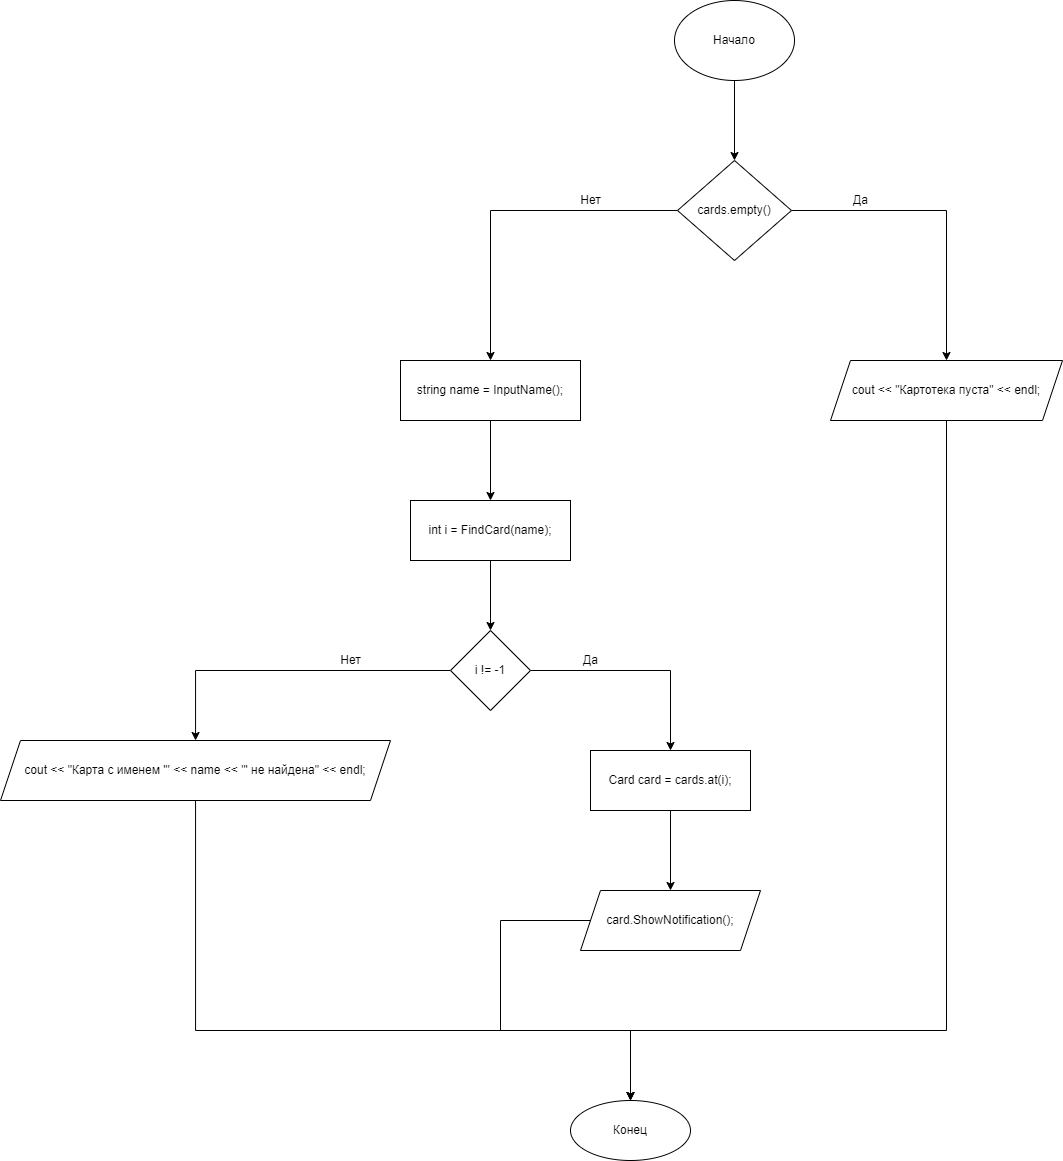 Начало
cards.empty()
Нет
Да
string name = InputName();
cout << "Картотека пуста" << endl;
int i = FindCard(name);
i != -1
Нет
Да
cout << "Карта с именем '" << name << "' не найдена" << endl;
Card card = cards.at(i);
card.ShowNotification();
Конец